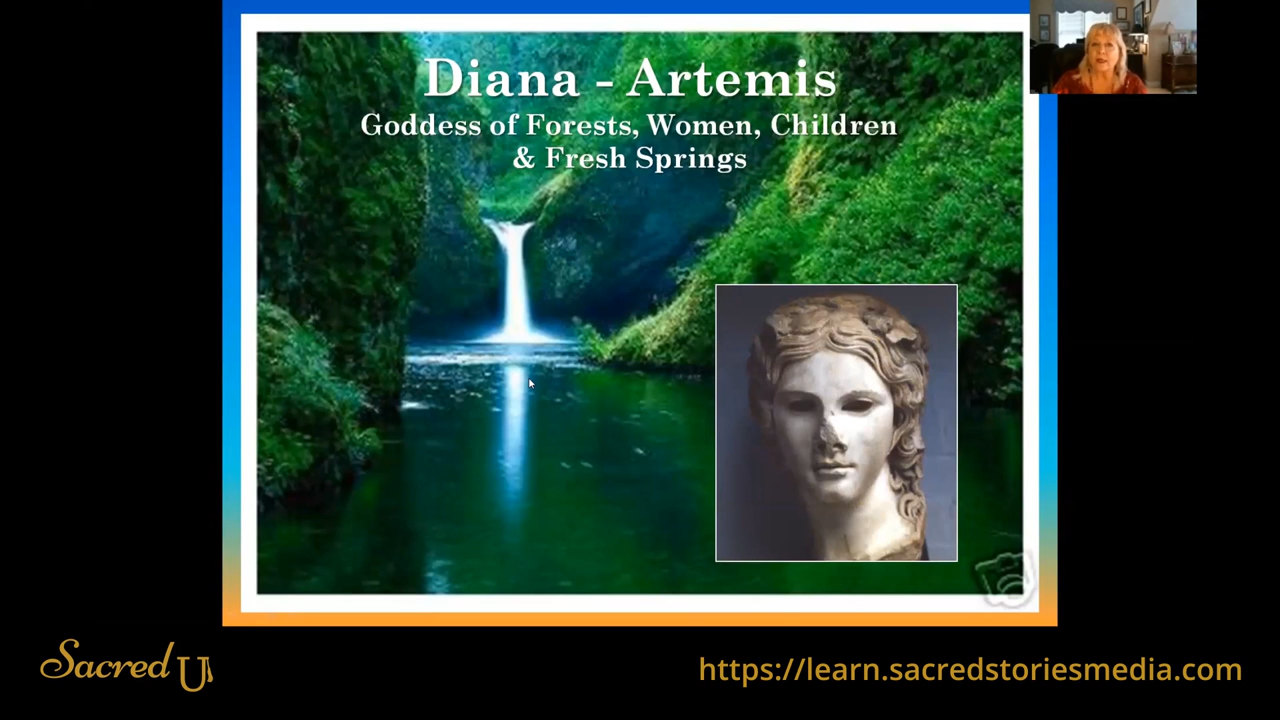 Diana - Artemis
Goddess of Forests, Women, Children
& Fresh Springs
Sacred U
https://learn.sacredstoriesmedia.com